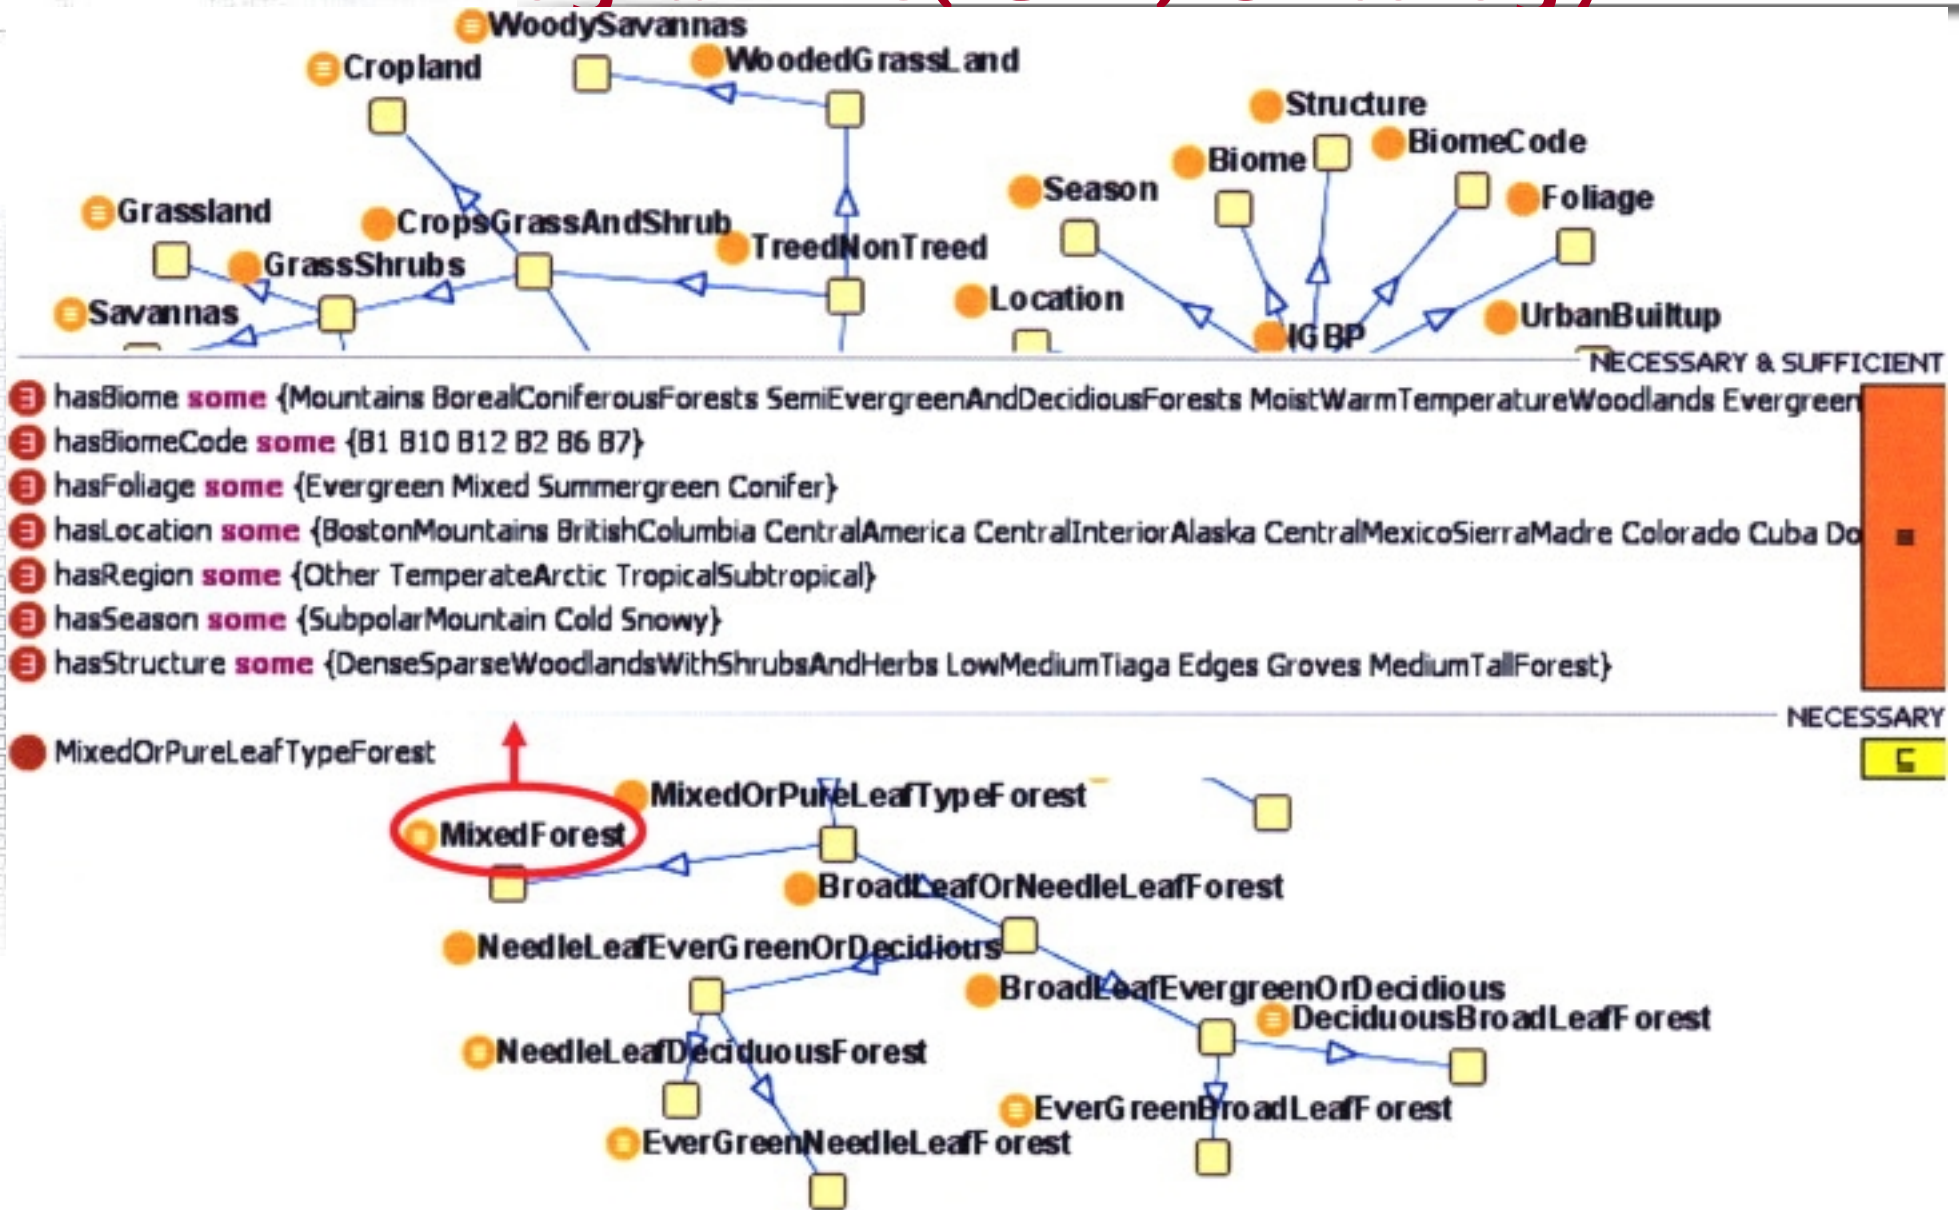 WoodySavannas
Cropland
WoodedGrassLand
Structure
BiomeCode
Biome
Season
Foliage
Grassland
CropsGrassAndShrub
TreedNonTreed
GrassShrubs
Location
Savannas
IGBP
UrbanBuiltup
NECESSARY & SUFFICIENT
hasBiome some {Mountains BorealConiferousForests SemiEvergreenAndDecidiousForests MoistWarmTemperatureWoodlands Evergreen
hasBiomeCode some {B1 B10 B12 B2 B6 B7}
hasFoliage some {Evergreen Mixed Summergreen Conifer}
hasLocation some {BostonMountains BritishColumbia CentralAmerica CentralInteriorAlaska CentralMexicoSierraMadre Colorado Cuba Do
hasRegion some {Other TemperateArctic TropicalSubtropical}
hasSeason some {SubpolarMountain Cold Snowy}
hasStructure some {DenseSparseWoodlandsWithShrubsAndHerbs LowMediumTiaga Edges Groves MediumTallForest}
NECESSARY
MixedOrPureLeafTypeForest
MixedOrPureLeafTypeForest
MixedForest
BroadLeafOrNeedleLeafForest
NeedleLeafEverGreenOrDecidious
BroadLeafEvergreenOrDecidious
DeciduousBroadLeafForest
NeedleLeafDeciduousForest
EverGreenBroadLeafForest
EverGreenNeedleLeafForest